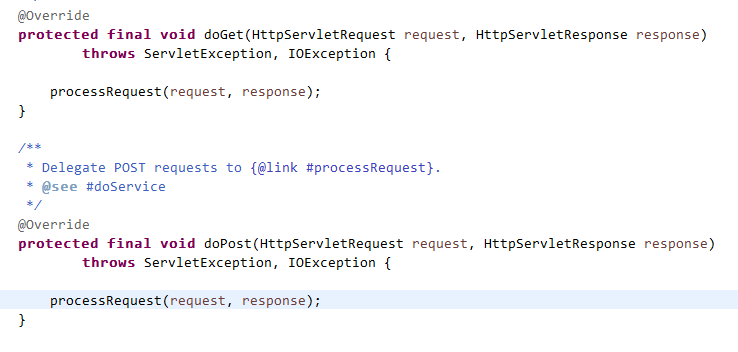 @Override
protected final void doGet(HttpServletRequest request, HttpServletResponse response)
throws ServletException, IOException {
processRequest(request, response);
}
/**
* Delegate POST requests to {@link #processRequest}.
* @see #doService
*/
@Override
protected final void doPost(HttpServletRequest request, HttpServletResponse response)
throws ServletException, IOException {
processRequest(request, response);
}